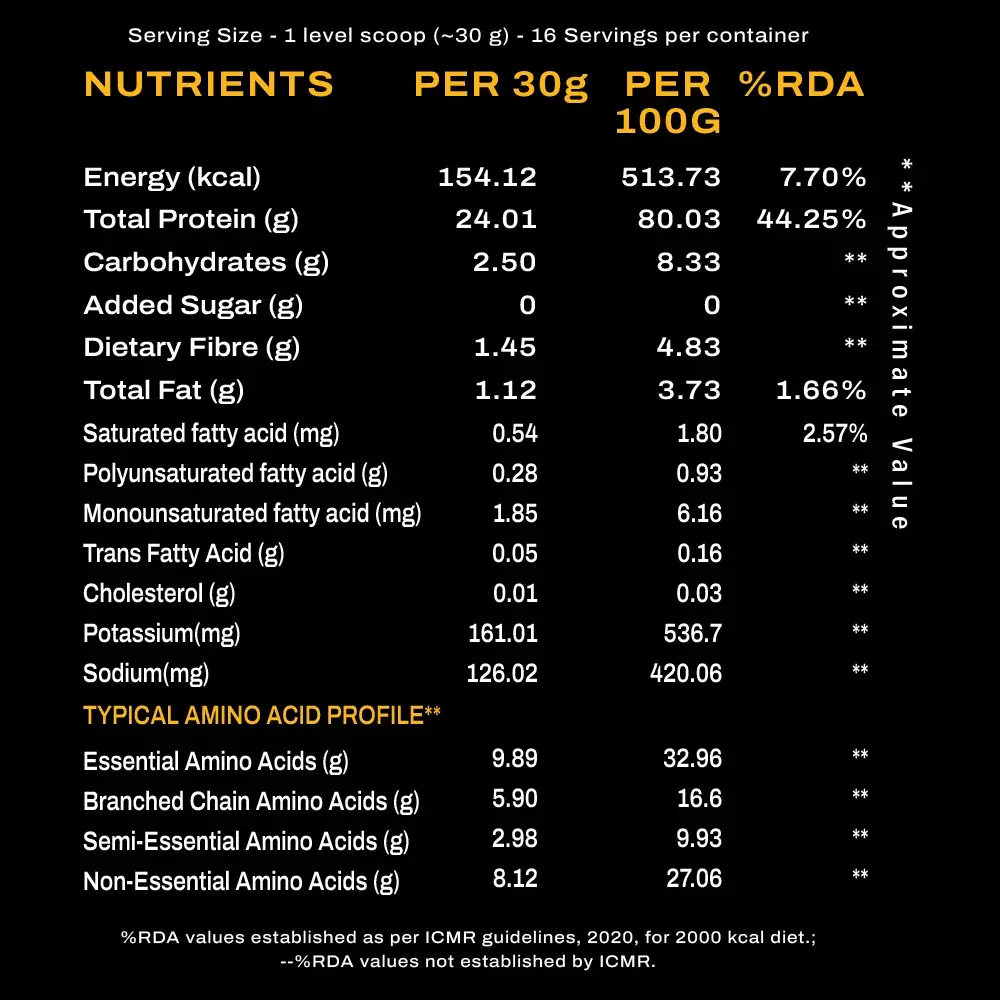 Serving Size - 1 level scoop (~30 g) - 16 Servings per container
NUTRIENTS PER 30g PER 100G %RDA
Energy (kcal) 154.12 513.73 7.70%
Total Protein (g) 24.01 80.03 44.25%
Carbohydrates (g) 2.50 8.33 **
Added Sugar (g) 0 0 **
Dietary Fibre (g) 1.45 4.83 **
Total Fat (g) 1.12 3.73 1.66%
Saturated fatty acid (mg) 0.54 1.80 2.57%
Polyunsaturated fatty acid (g) 0.28 0.93 **
Monounsaturated fatty acid (mg) 1.85 6.16 **
Trans Fatty Acid (g) 0.05 0.16 **
Cholesterol (g) 0.01 0.03 **
Potassium(mg) 161.01 536.7 **
Sodium(mg) 126.02 420.06 **
TYPICAL AMINO ACID PROFILE**
Essential Amino Acids (g) 9.89 32.96 **
Branched Chain Amino Acids (g) 5.90 16.6 **
Semi-Essential Amino Acids (g) 2.98 9.93 **
Non-Essential Amino Acids (g) 8.12 27.06 **
**Approximate Value
%RDA values established as per ICMR guidelines, 2020, for 2000 kcal diet.;
--%RDA values not established by ICMR.